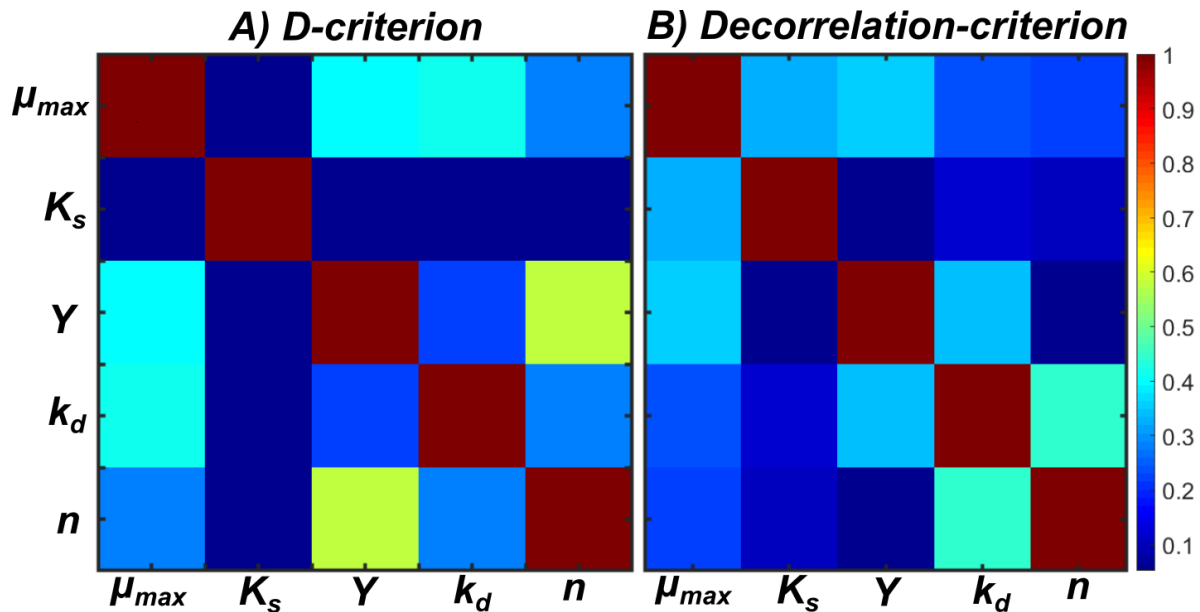 A) D-criterion
B) Decorrelation-criterion
μmax
Ks
Y
kd
n
μmax Ks Y kd n
μmax Ks Y kd n
1
0.9
0.8
0.7
0.6
0.5
0.4
0.3
0.2
0.1